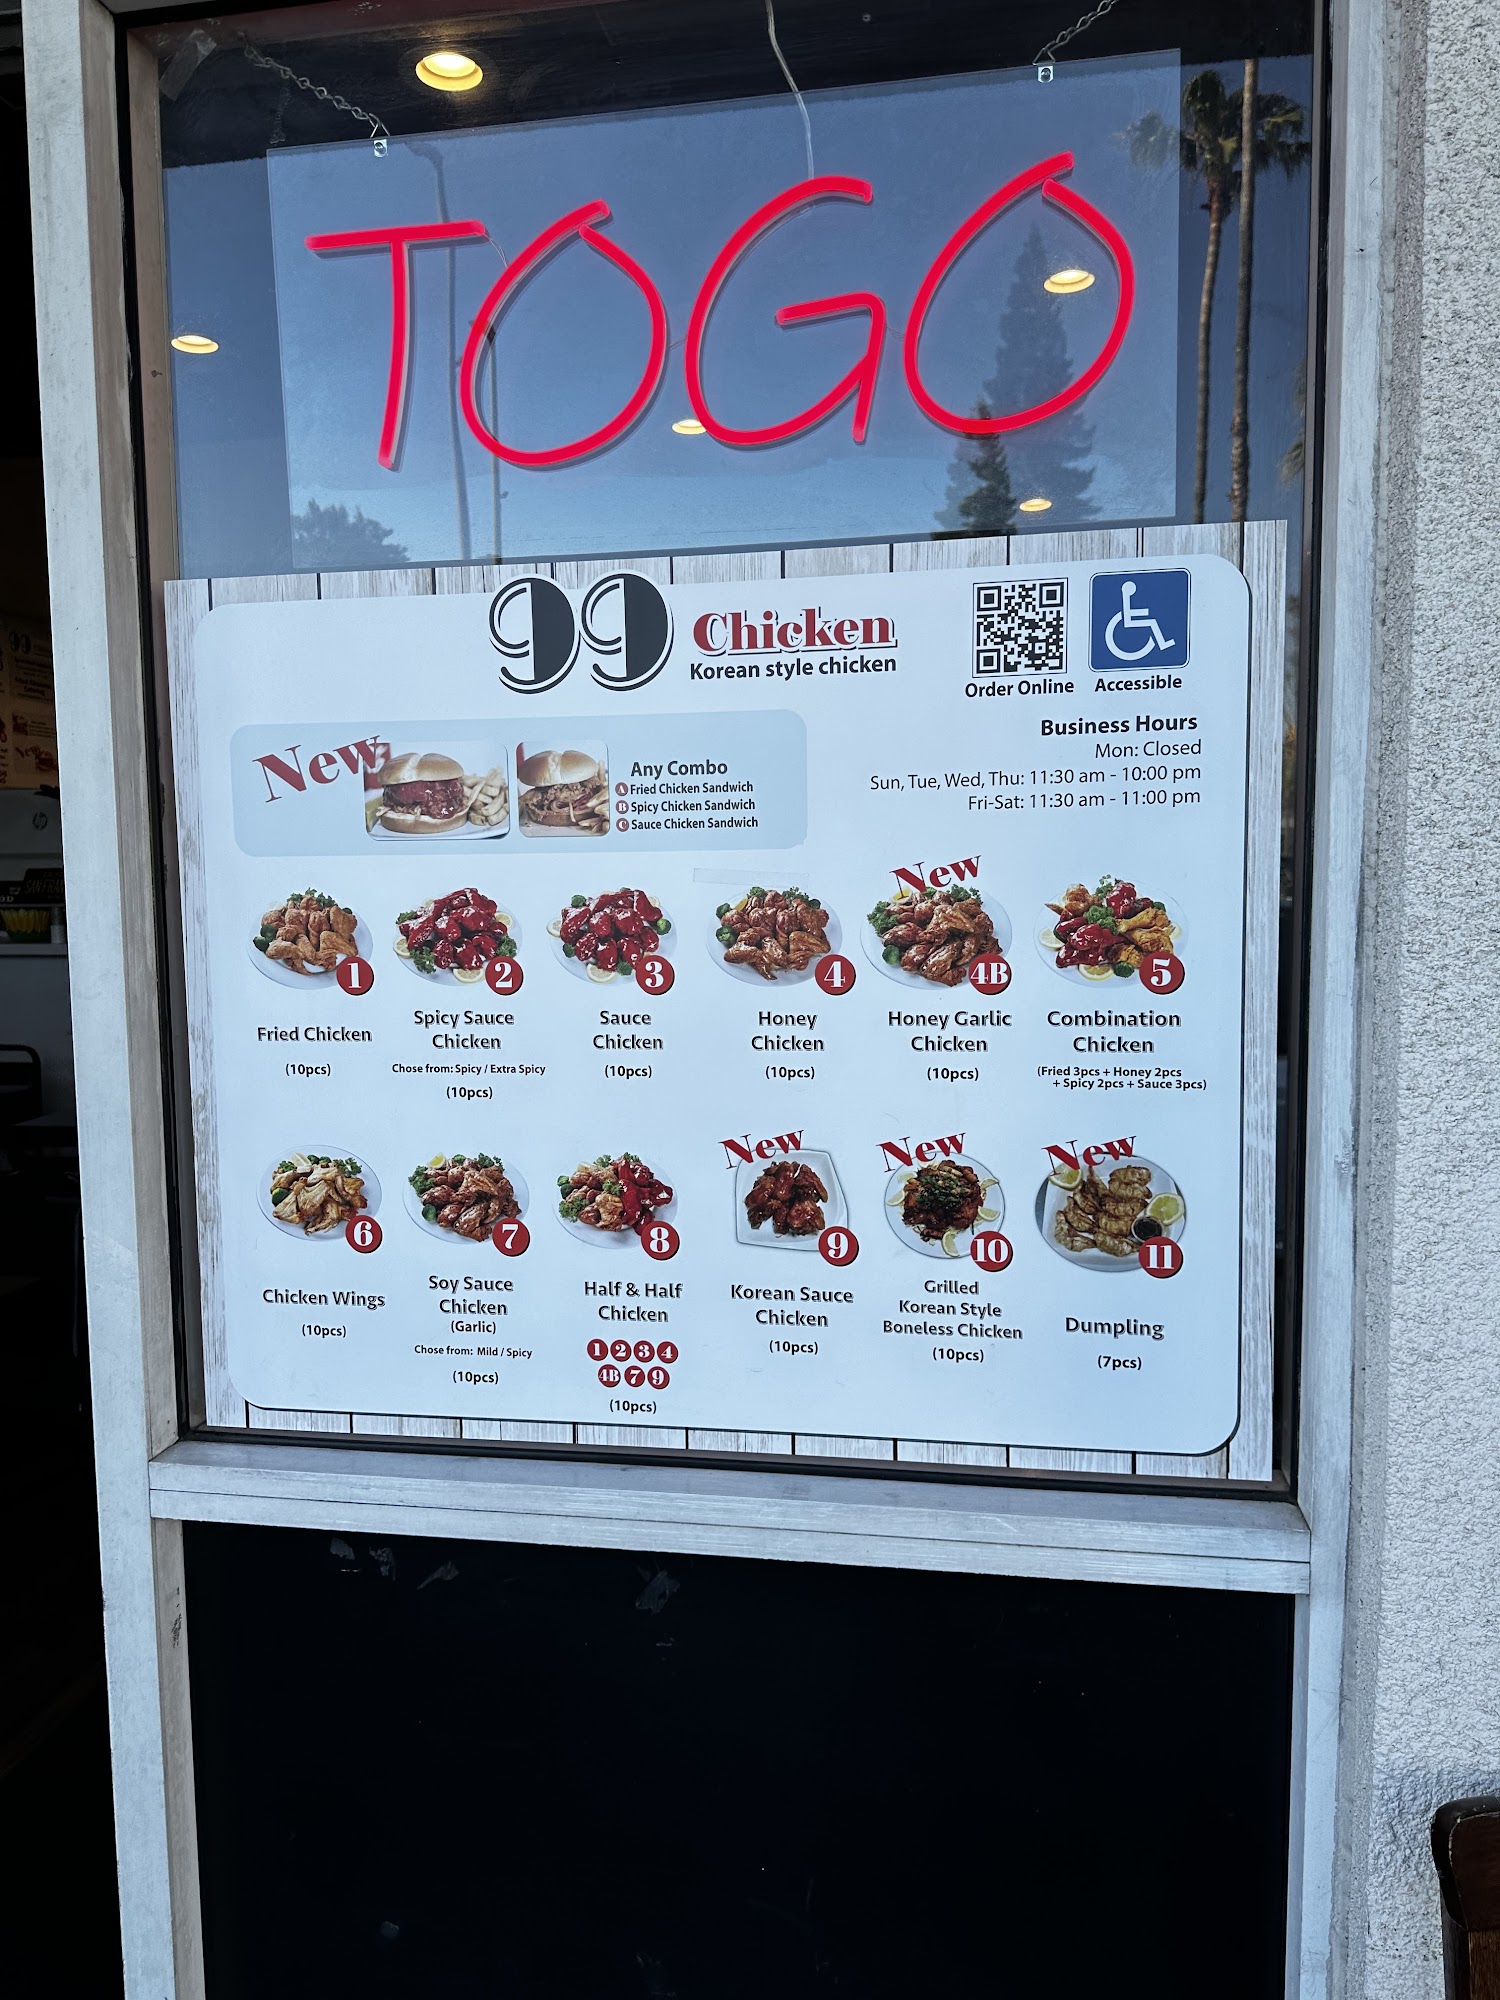 TOGO
99 Chicken
Korean style chicken
Order Online
Accessible
New
Any Combo
A Fried Chicken Sandwich
B Spicy Chicken Sandwich
C Sauce Chicken Sandwich
Business Hours
Mon: Closed
Sun, Tue, Wed, Thu: 11:30 am - 10:00 pm
Fri-Sat: 11:30 am - 11:00 pm
1
Fried Chicken
(10pcs)
2
Spicy Sauce
Chicken
Chose from: Spicy / Extra Spicy
(10pcs)
3
Sauce
Chicken
(10pcs)
4
Honey
Chicken
(10pcs)
New
4B
Honey Garlic
Chicken
(10pcs)
5
Combination
Chicken
(Fried 3pcs + Honey 2pcs
+ Spicy 2pcs + Sauce 3pcs)
6
Chicken Wings
(10pcs)
7
Soy Sauce
Chicken
(Garlic)
Chose from: Mild / Spicy
(10pcs)
8
Half & Half
Chicken
1 2 3 4
4B 7 9
(10pcs)
New
9
Korean Sauce
Chicken
(10pcs)
New
10
Grilled
Korean Style
Boneless Chicken
(10pcs)
New
11
Dumpling
(7pcs)